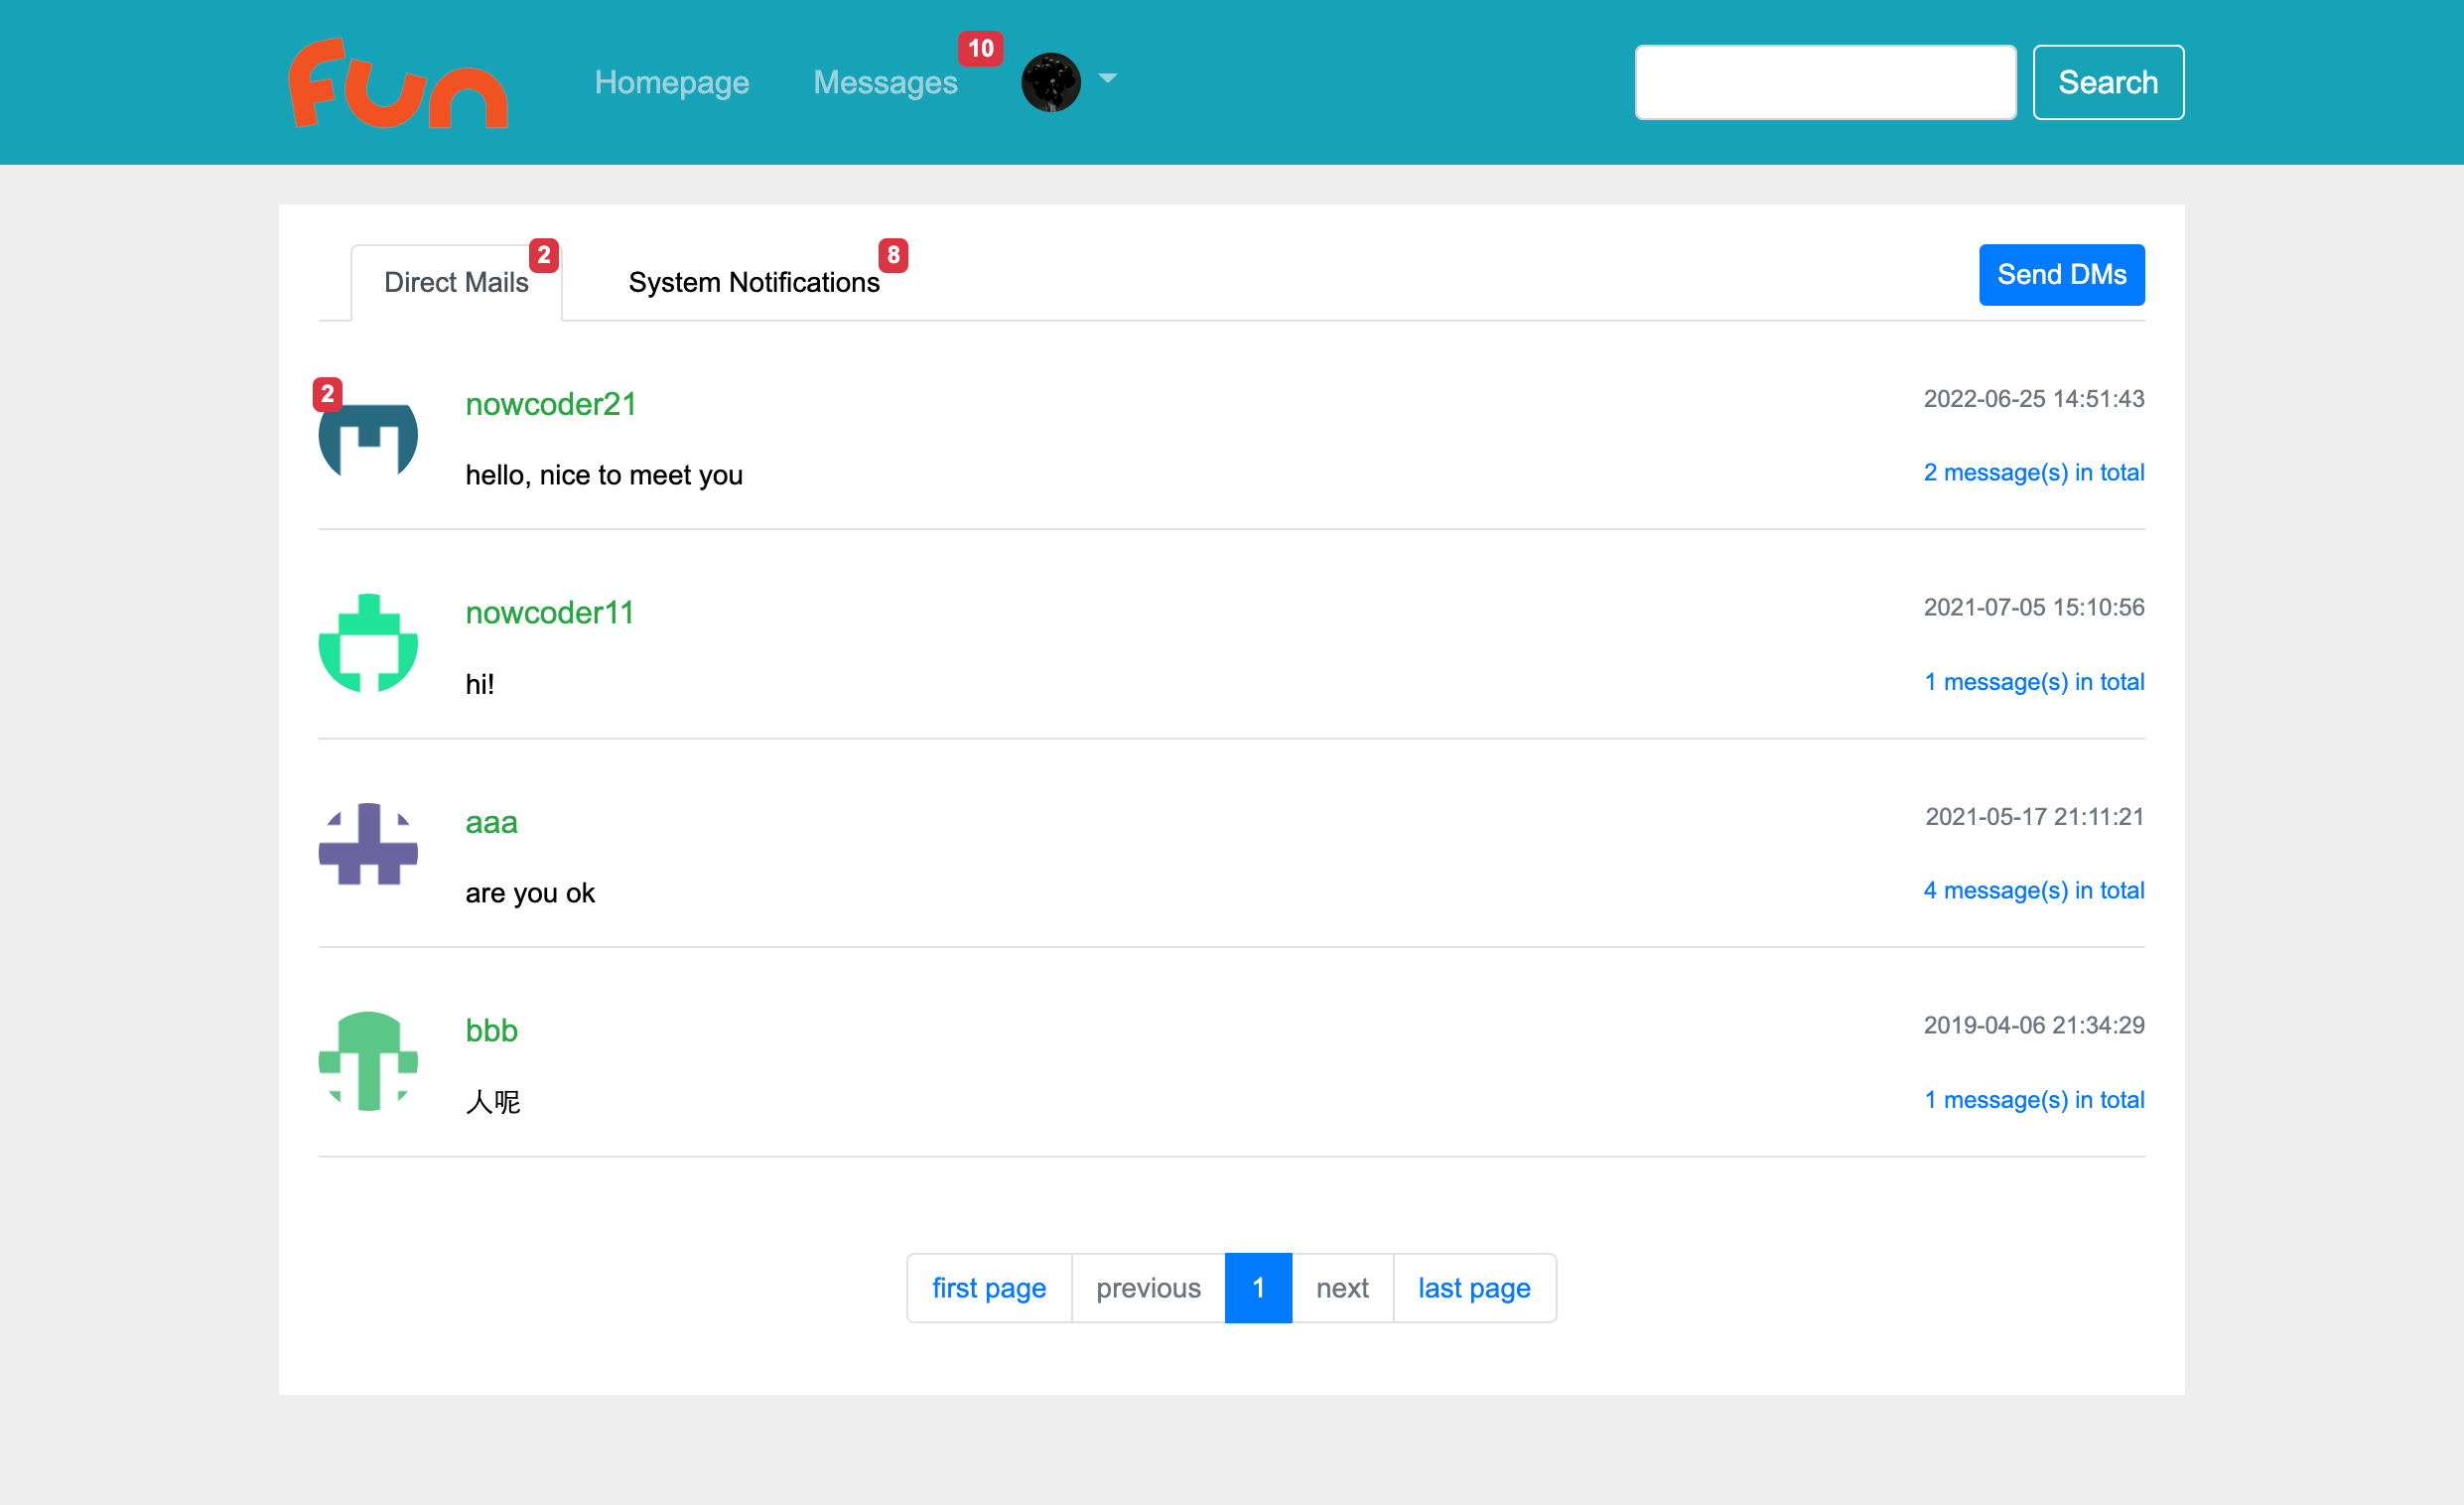 fun
Homepage
Messages 10
Search
Direct Mails 2
System Notifications 8
Send DMs
2
nowcoder21
2022-06-25 14:51:43
hello, nice to meet you
2 message(s) in total
nowcoder11
2021-07-05 15:10:56
hi!
1 message(s) in total
aaa
2021-05-17 21:11:21
are you ok
4 message(s) in total
bbb
2019-04-06 21:34:29
人呢
1 message(s) in total
first page previous 1 next last page